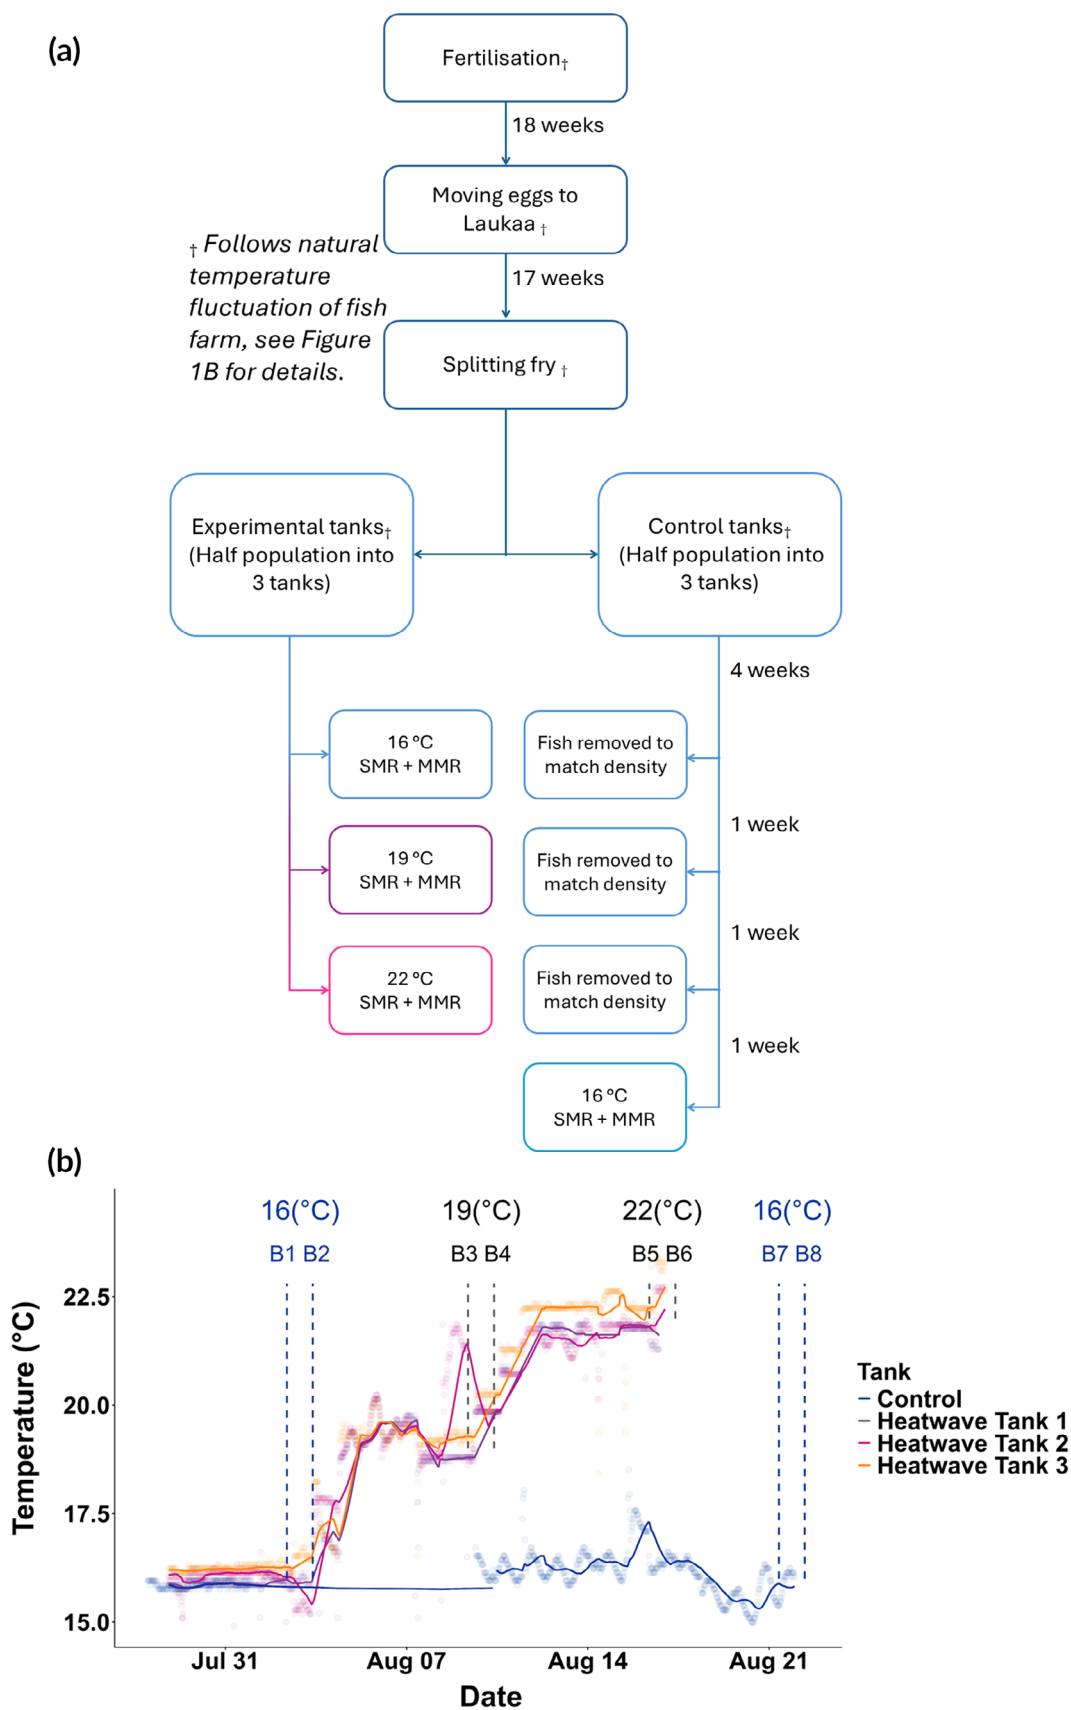 (a)
Fertilisation†
18 weeks
Moving eggs to
Laukaa †
† Follows natural
temperature
fluctuation of fish
farm, see Figure
1B for details.
17 weeks
Splitting fry †
Experimental tanks†
(Half population into
3 tanks)
Control tanks†
(Half population into
3 tanks)
4 weeks
16 ºC
SMR + MMR
Fish removed to
match density
1 week
19 ºC
SMR + MMR
Fish removed to
match density
1 week
22 ºC
SMR + MMR
Fish removed to
match density
1 week
16 ºC
SMR + MMR
(b)
16(°C) 19(°C) 22(°C) 16(°C)
B1 B2 B3 B4 B5 B6 B7 B8
22.5
20.0
17.5
15.0
Temperature (°C)
Jul 31 Aug 07 Aug 14 Aug 21
Date
Tank
Control
Heatwave Tank 1
Heatwave Tank 2
Heatwave Tank 3